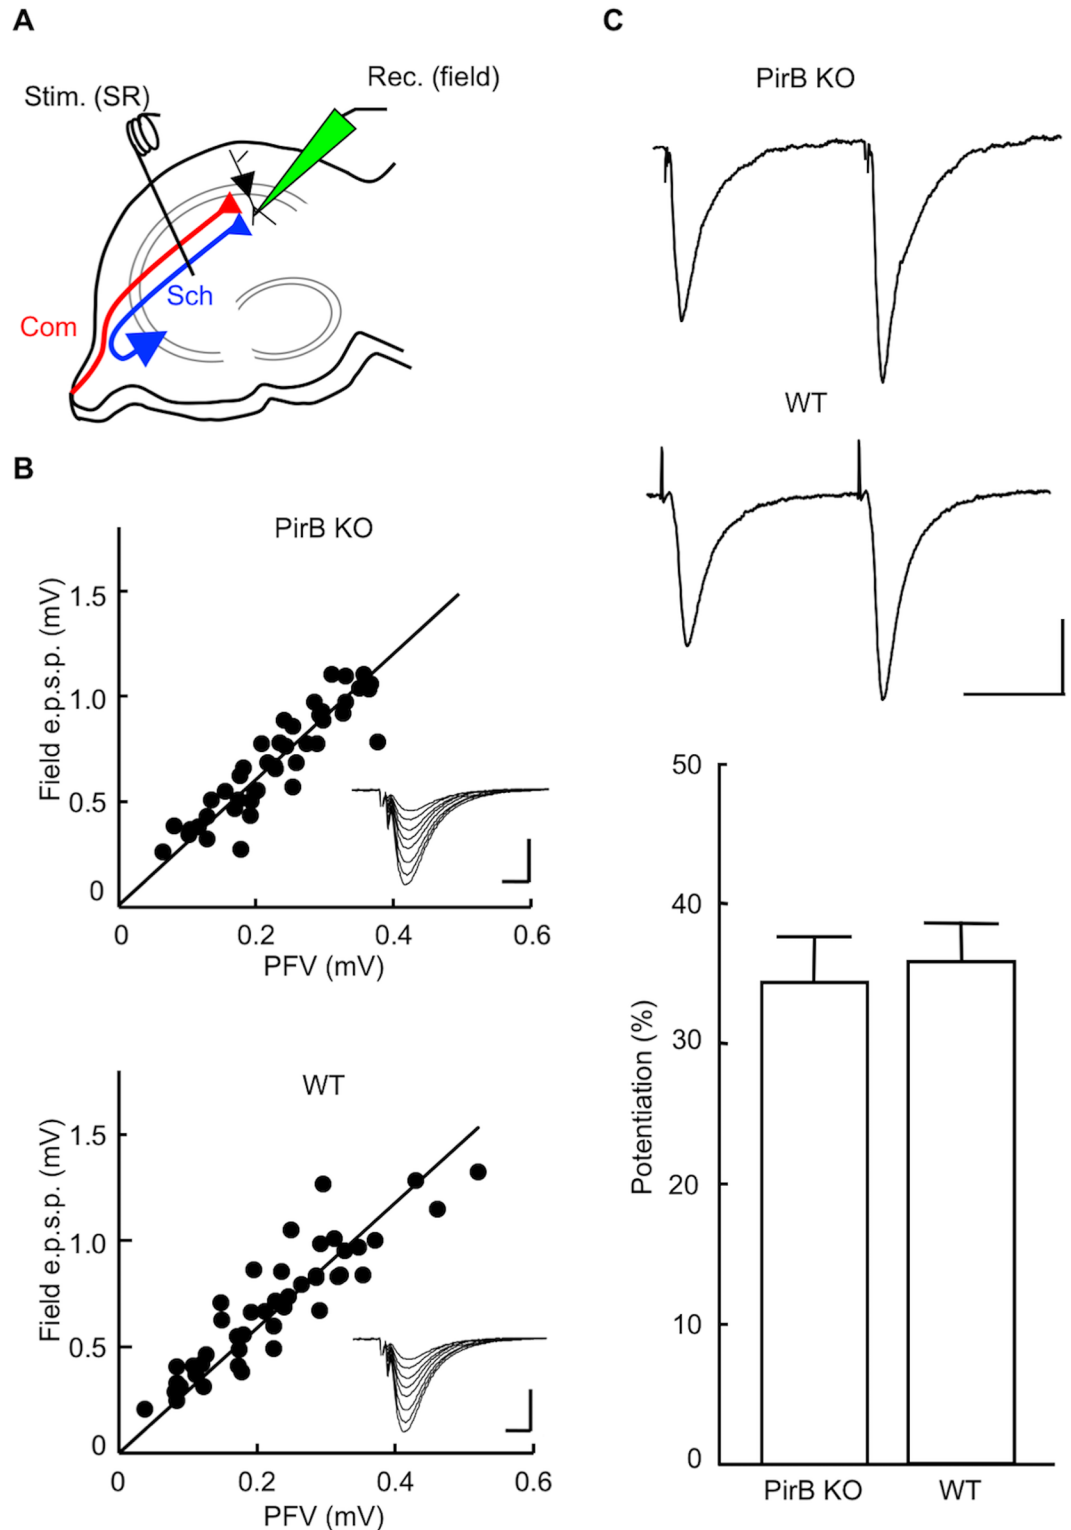 A
Stim. (SR)
Rec. (field)
Sch
Com
B
PirB KO
Field e.p.s.p. (mV)
1.5
1.0
0.5
0
0
0.2
0.4
0.6
PFV (mV)
WT
Field e.p.s.p. (mV)
1.5
1.0
0.5
0
0
0.2
0.4
0.6
PFV (mV)
C
PirB KO
WT
Potentiation (%)
50
40
30
20
10
0
PirB KO
WT